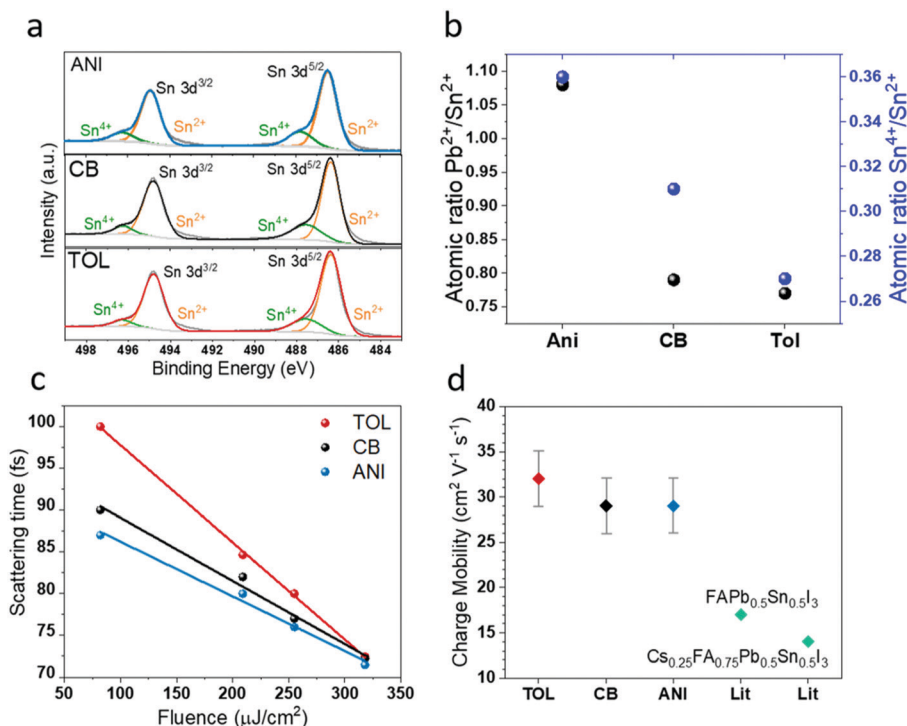 a
ANI
Sn 3d3/2
Sn 3d5/2
Sn4+
Sn2+
Sn4+
Sn2+
CB
Sn 3d3/2
Sn 3d5/2
Sn4+
Sn2+
Sn4+
Sn2+
TOL
Sn 3d3/2
Sn 3d5/2
Sn4+
Sn2+
Sn4+
Sn2+
Intensity (a.u.)
498 496 494 492 490 488 486 484
Binding Energy (eV)
b
Atomic ratio Pb2+/Sn2+
1.10
1.05
1.00
0.95
0.90
0.85
0.80
0.75
0.36
0.34
0.32
0.30
0.28
0.26
Atomic ratio Sn4+/Sn2+
Ani CB Tol
c
Scattering time (fs)
100
95
90
85
80
75
70
TOL
CB
ANI
50 100 150 200 250 300 350
Fluence (μJ/cm2)
d
Charge Mobility (cm2 V-1 s-1)
40
35
30
25
20
15
10
FAPb0.5Sn0.5I3
Cs0.25FA0.75Pb0.5Sn0.5I3
TOL CB ANI Lit Lit